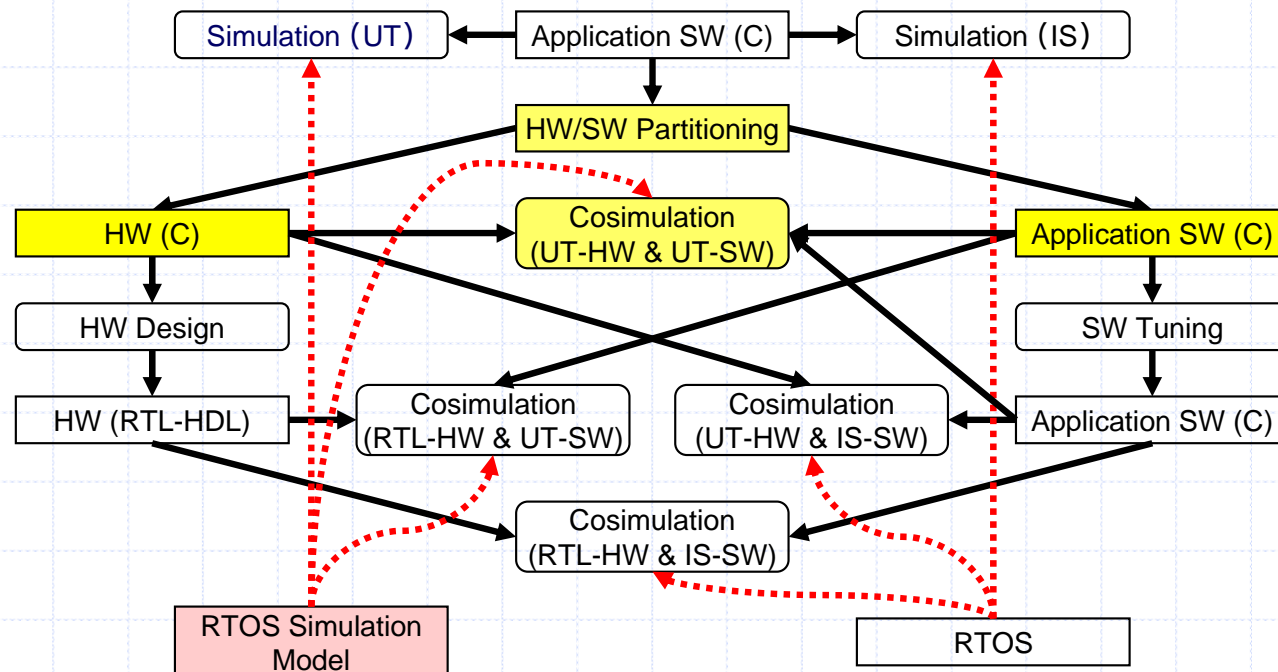 Simulation (UT)
Application SW (C)
Simulation (IS)
HW/SW Partitioning
HW (C)
Cosimulation
(UT-HW & UT-SW)
Application SW (C)
HW Design
SW Tuning
HW (RTL-HDL)
Cosimulation
(RTL-HW & UT-SW)
Cosimulation
(UT-HW & IS-SW)
Application SW (C)
Cosimulation
(RTL-HW & IS-SW)
RTOS Simulation
Model
RTOS